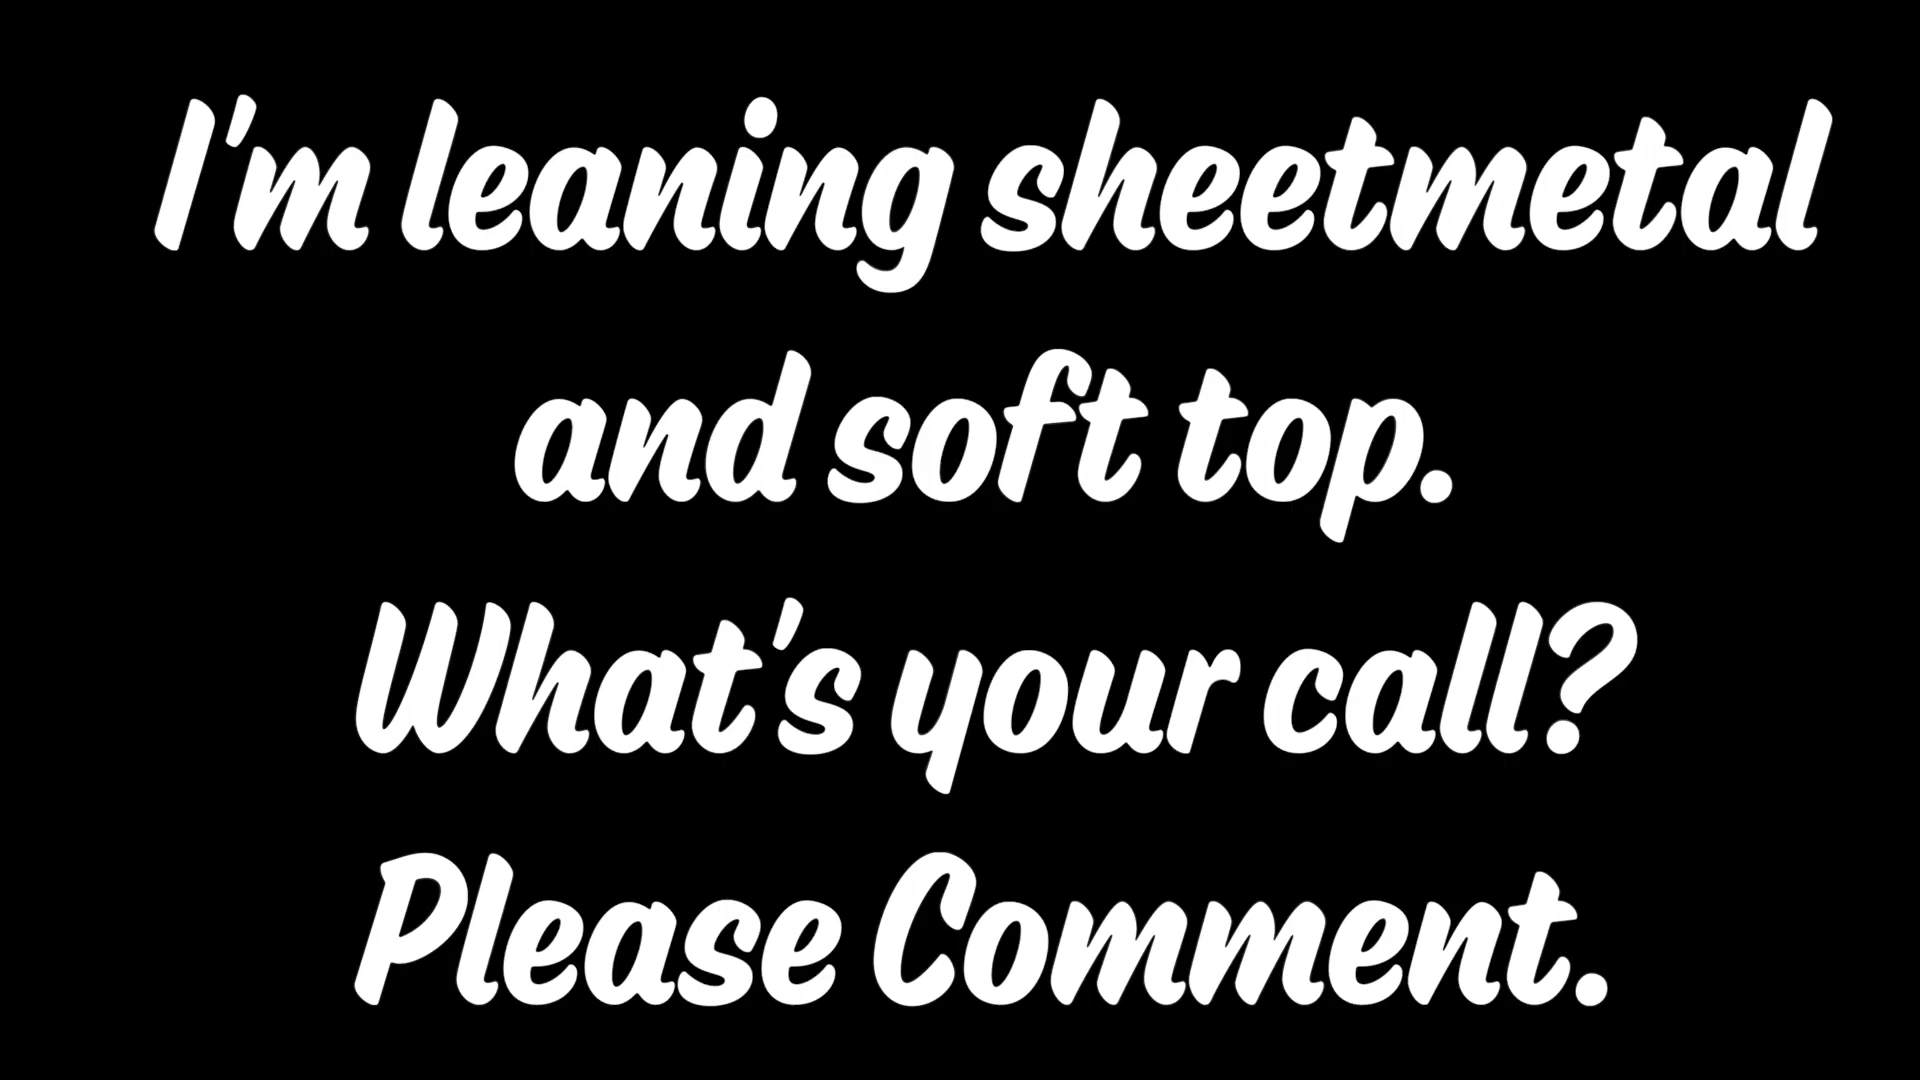 I'm leaning sheetmetal
and soft top.
What's your call?
Please Comment.